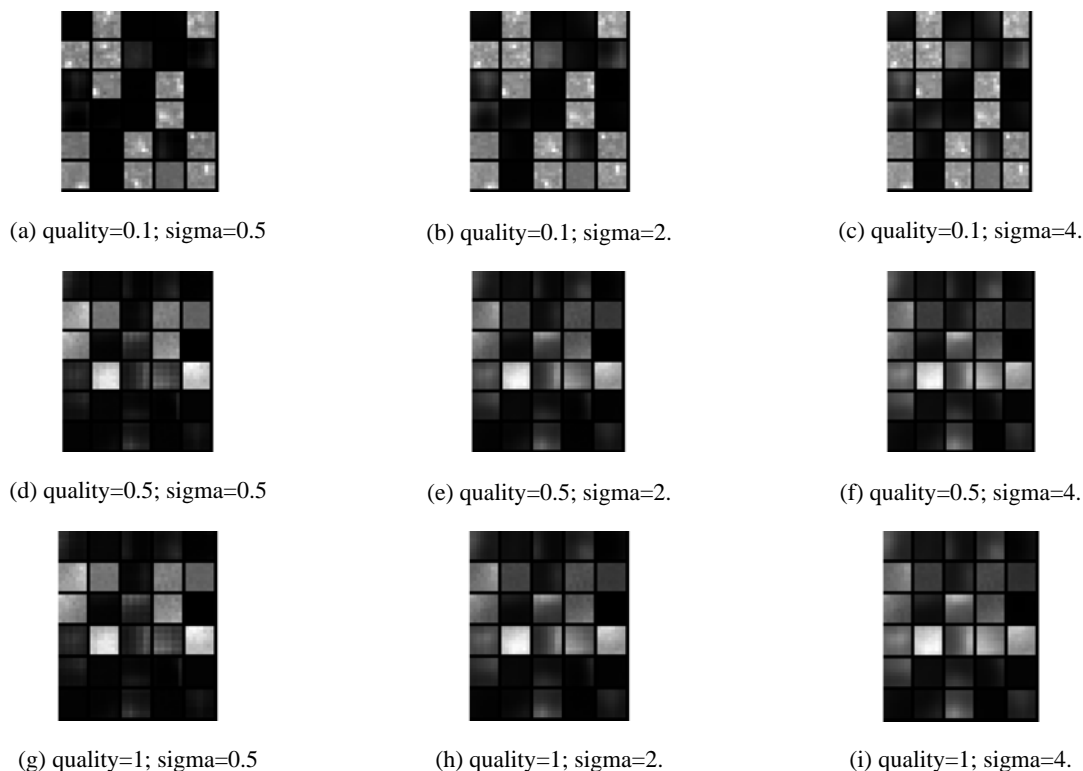 (a) quality=0.1; sigma=0.5
(b) quality=0.1; sigma=2.
(c) quality=0.1; sigma=4.
(d) quality=0.5; sigma=0.5
(e) quality=0.5; sigma=2.
(f) quality=0.5; sigma=4.
(g) quality=1; sigma=0.5
(h) quality=1; sigma=2.
(i) quality=1; sigma=4.